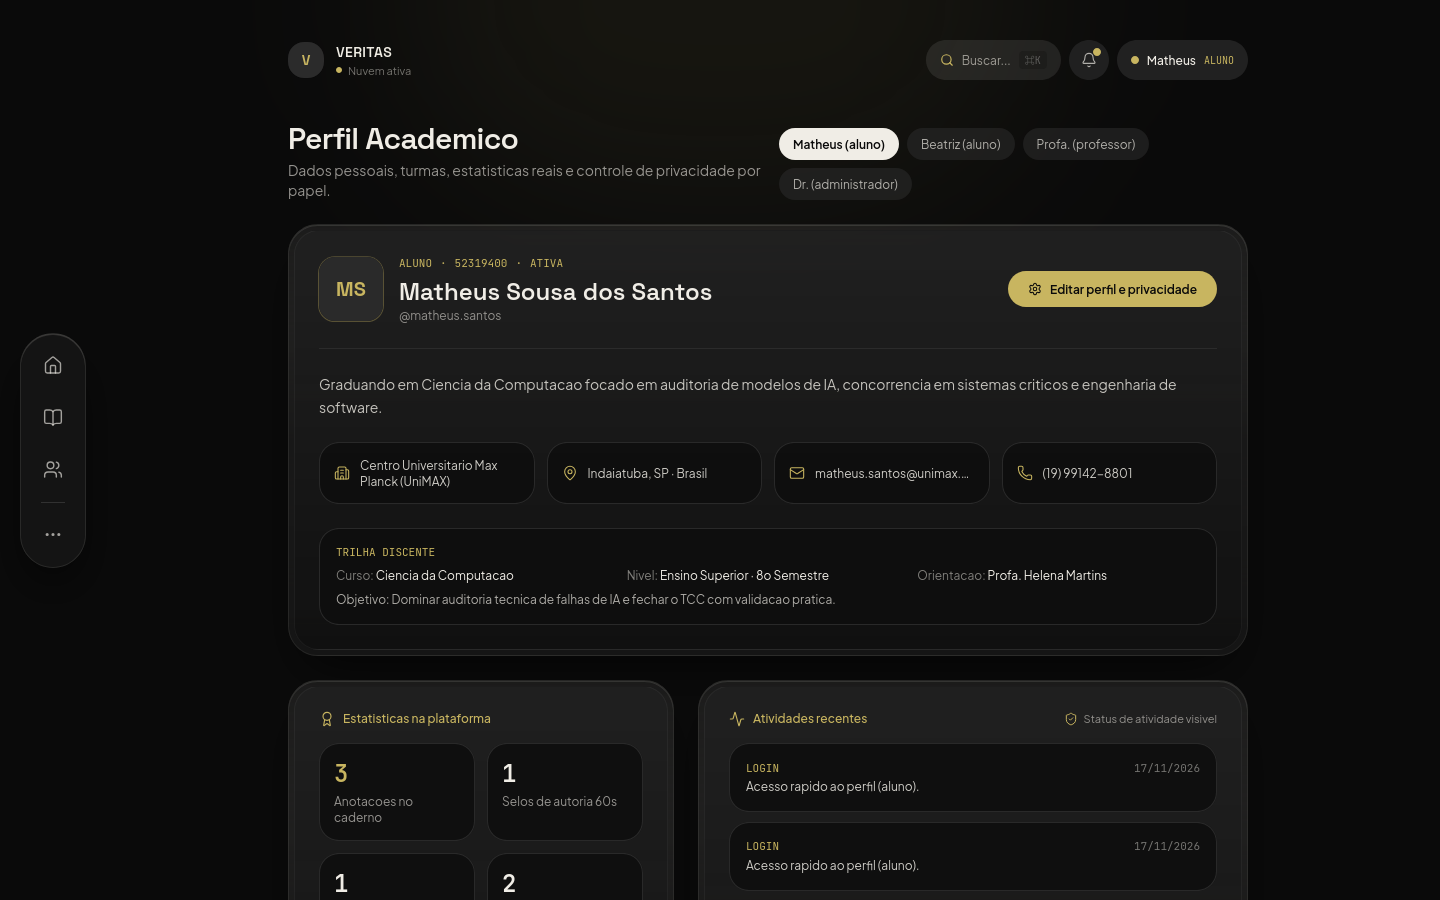 V
VERITAS
Nuvem ativa
Buscar...
⌘K
Matheus ALUNO
Perfil Academico
Dados pessoais, turmas, estatisticas reais e controle de privacidade por
papel.
Matheus (aluno)
Beatriz (aluno)
Profa. (professor)
Dr. (administrador)
MS
ALUNO · 52319400 · ATIVA
Matheus Sousa dos Santos
@matheus.santos
Editar perfil e privacidade
Graduando em Ciencia da Computacao focado em auditoria de modelos de IA, concorrencia em sistemas criticos e engenharia de
software.
Centro Universitario Max
Planck (UniMAX)
Indaiatuba, SP · Brasil
matheus.santos@unimax....
(19) 99142-8801
TRILHA DISCENTE
Curso: Ciencia da Computacao
Nivel: Ensino Superior · 8o Semestre
Orientacao: Profa. Helena Martins
Objetivo: Dominar auditoria tecnica de falhas de IA e fechar o TCC com validacao pratica.
Estatisticas na plataforma
3
Anotacoes no
caderno
1
Selos de autoria 60s
1
2
Atividades recentes
Status de atividade visivel
LOGIN
17/11/2026
Acesso rapido ao perfil (aluno).
LOGIN
17/11/2026
Acesso rapido ao perfil (aluno).